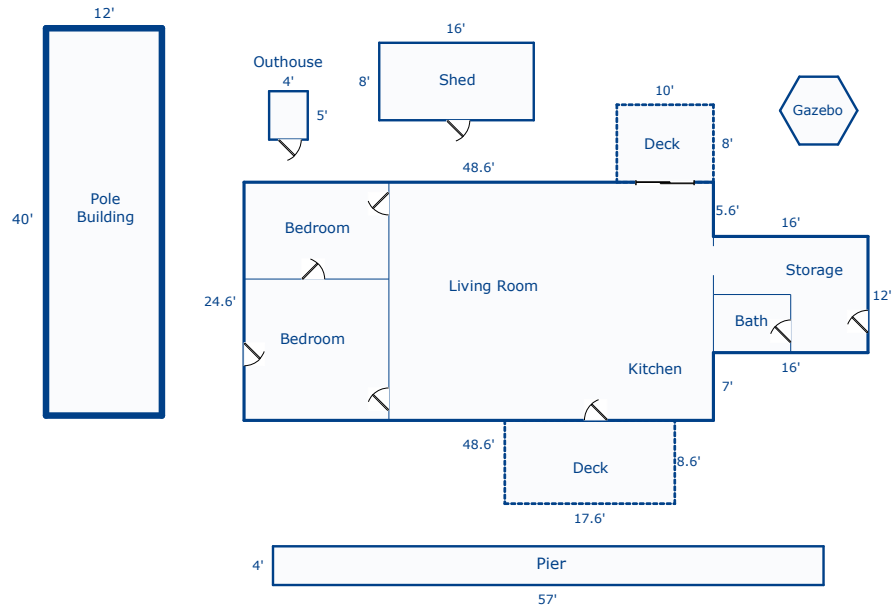 12'
16'
Outhouse
4'
8'
Shed
5'
10'
Gazebo
Deck
8'
48.6'
Pole
Building
40'
Bedroom
5.6'
16'
Living Room
Storage
24.6'
12'
Bath
Bedroom
Kitchen
16'
7'
48.6'
Deck
8.6'
17.6'
4'
Pier
57'